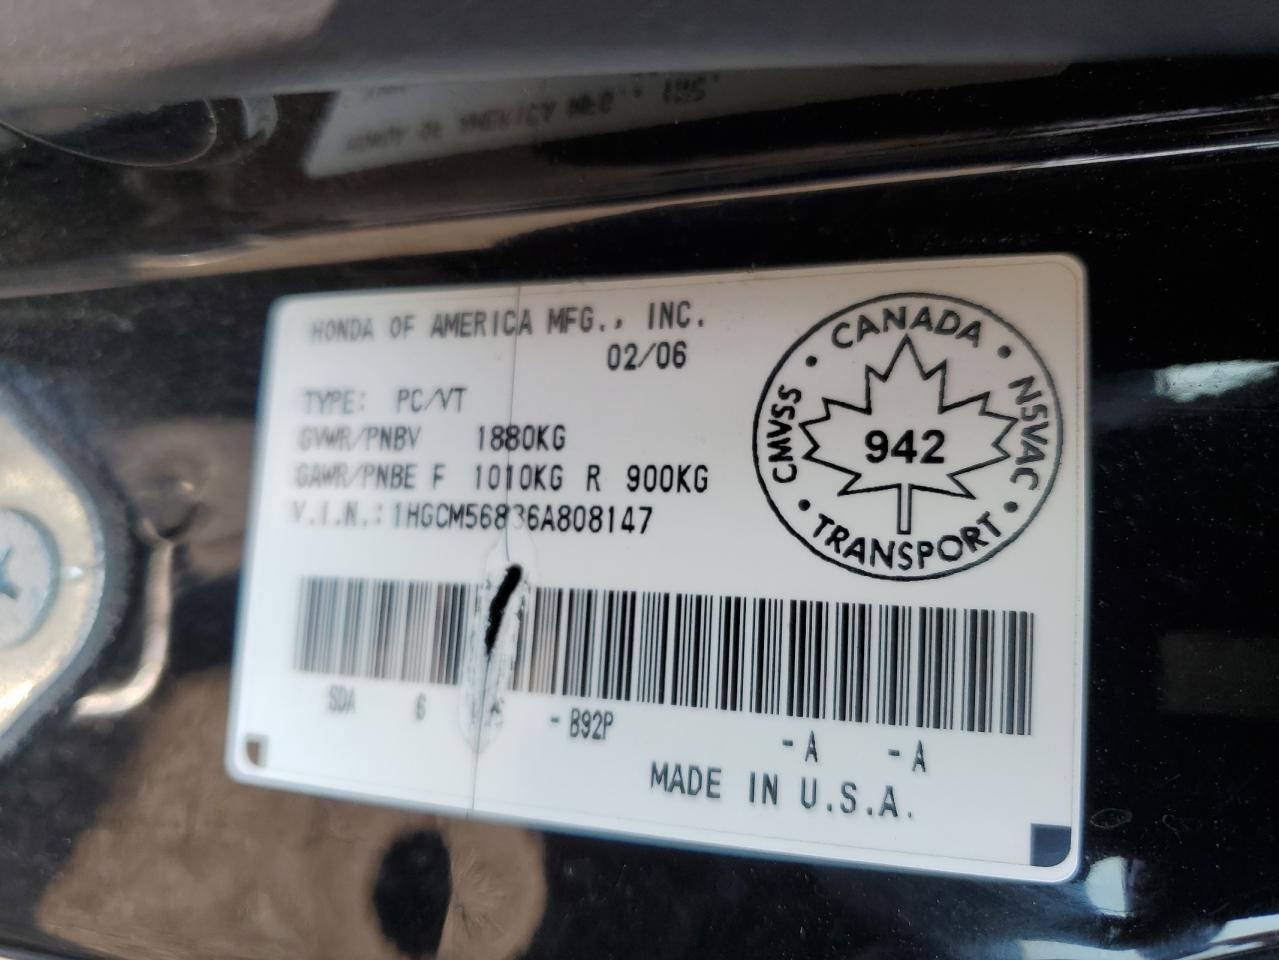 HONDA OF AMERICA MFG., INC.
02/06
TYPE: PC/VT
GVWR/PNBV 1880KG
GAWR/PNBE F 1010KG R 900KG
V.I.N.: 1HGCM56836A808147
SDA 6 A -B92P -A -A
MADE IN U.S.A.
CANADA
CMVSS
942
NSVAC
TRANSPORT